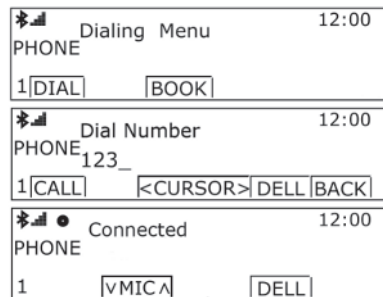 Dialing Menu 12:00
PHONE
1 DIAL BOOK
Dial Number 12:00
PHONE
123_
1 CALL <CURSOR> DELL BACK
Connected 12:00
PHONE
1 ∨MIC∧ DELL